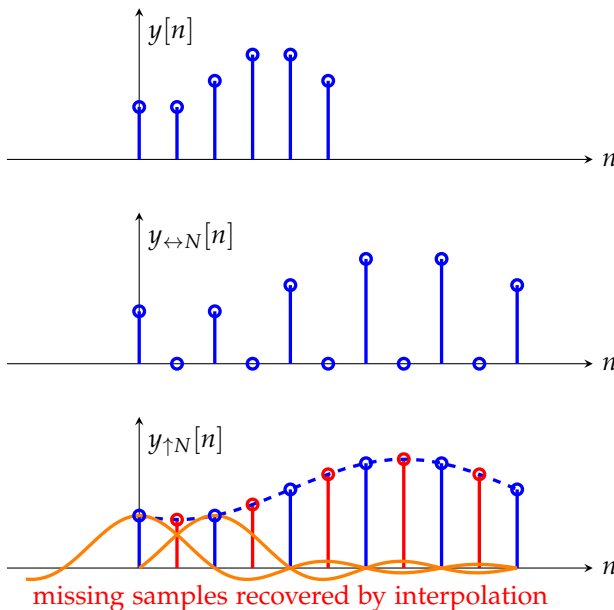 y[n]
n
y↔N[n]
n
y↑N[n]
n
missing samples recovered by interpolation